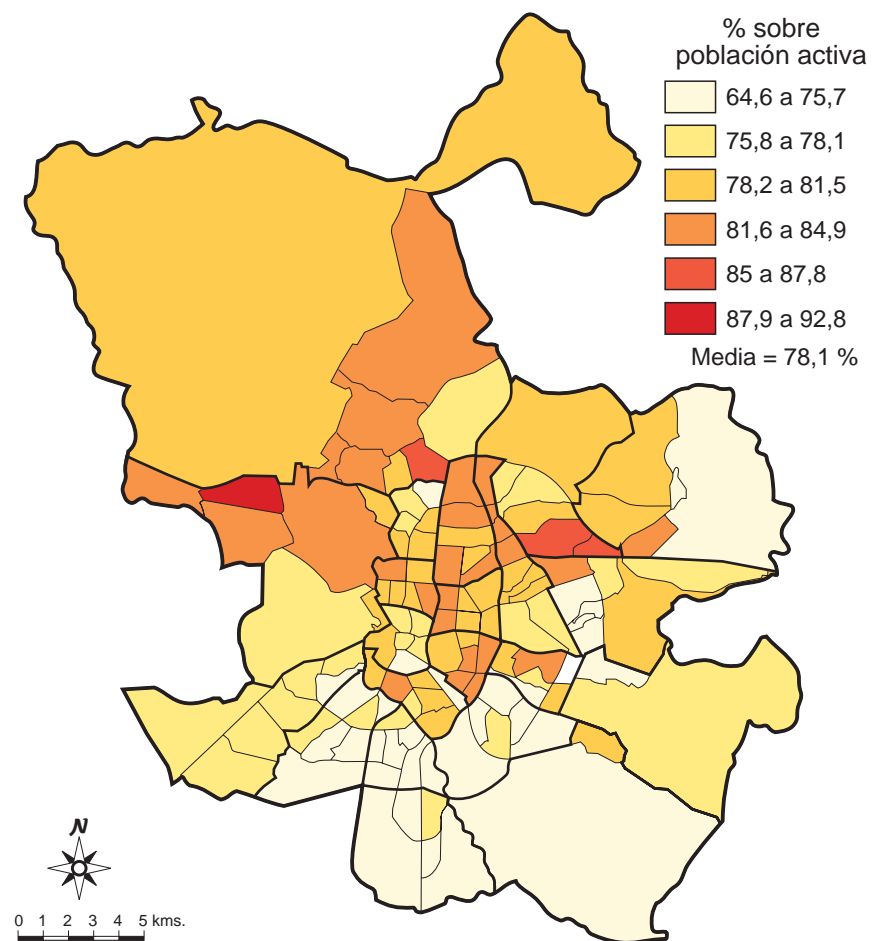 % sobre
población activa
64,6 a 75,7
75,8 a 78,1
78,2 a 81,5
81,6 a 84,9
85 a 87,8
87,9 a 92,8
Media = 78,1 %
N
0 1 2 3 4 5 kms.